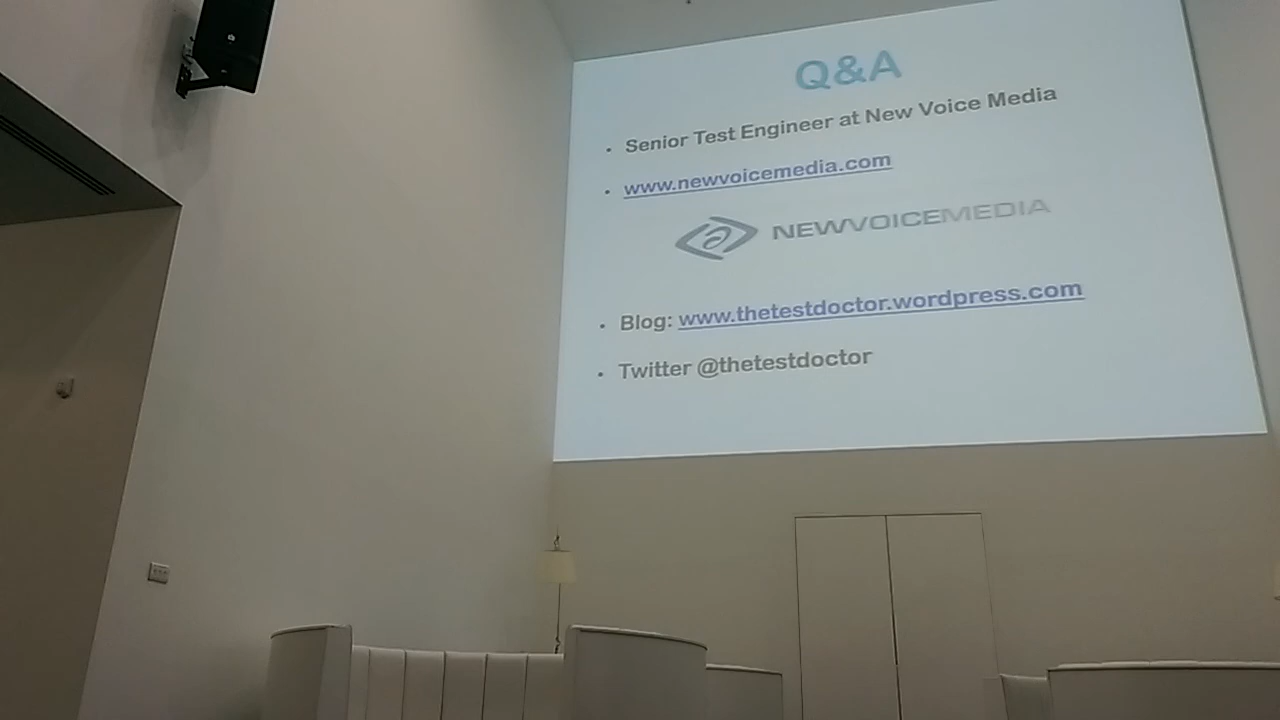 Q&A
Senior Test Engineer at New Voice Media
www.newvoicemedia.com
NEWVOICEMEDIA
Blog: www.thetestdoctor.wordpress.com
Twitter @thetestdoctor